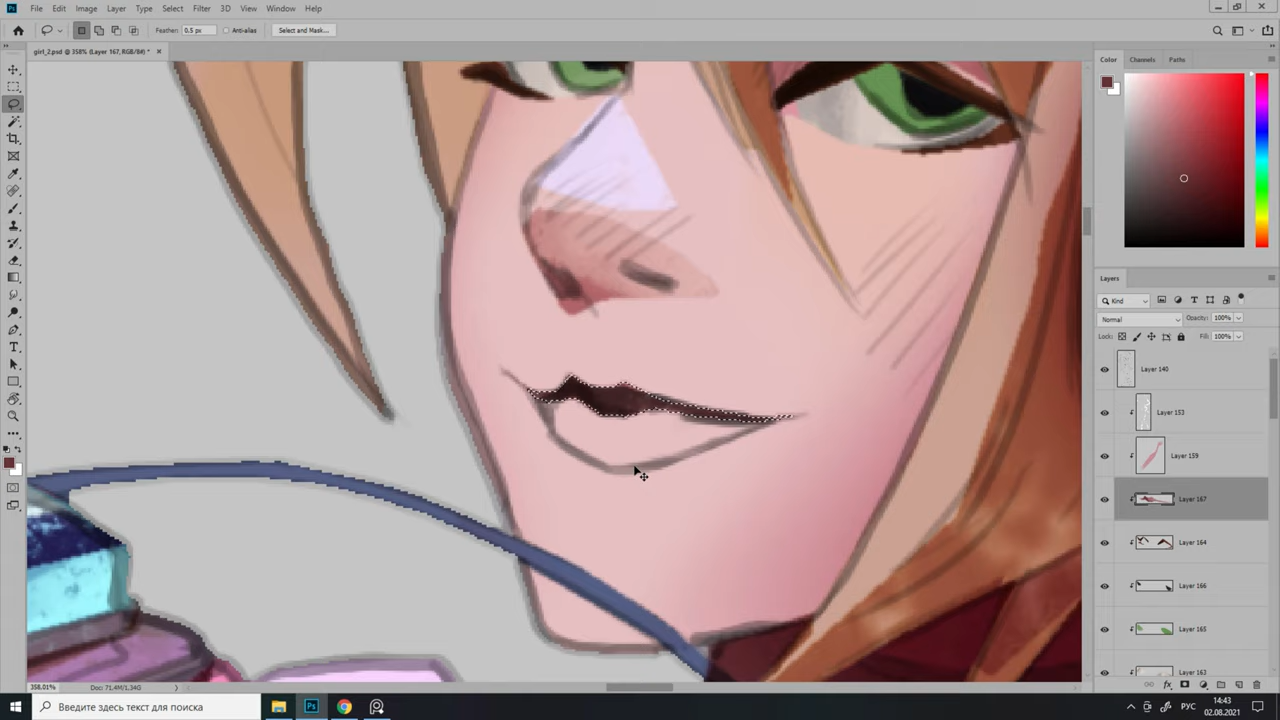 Ps File Edit Image Layer Type Select Filter 3D View Window Help
Feather: 0.5 px Anti-alias Select and Mask...
girl_2.psd @ 358% (Layer 167, RGB/8#) * ×
Color Channels Paths
Layers
Kind
Normal Opacity: 100%
Lock: Fill: 100%
Layer 140
Layer 153
Layer 159
Layer 167
Layer 164
Layer 166
Layer 165
Layer 163
358.01% Doc: 71.4M/1.34G
Введите здесь текст для поиска
Ps
РУС
14:43
02.08.2021